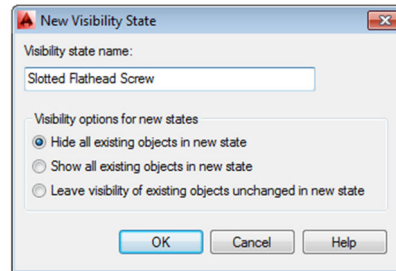 New Visibility State
Visibility state name:
Slotted Flathead Screw
Visibility options for new states
Hide all existing objects in new state
Show all existing objects in new state
Leave visibility of existing objects unchanged in new state
OK Cancel Help